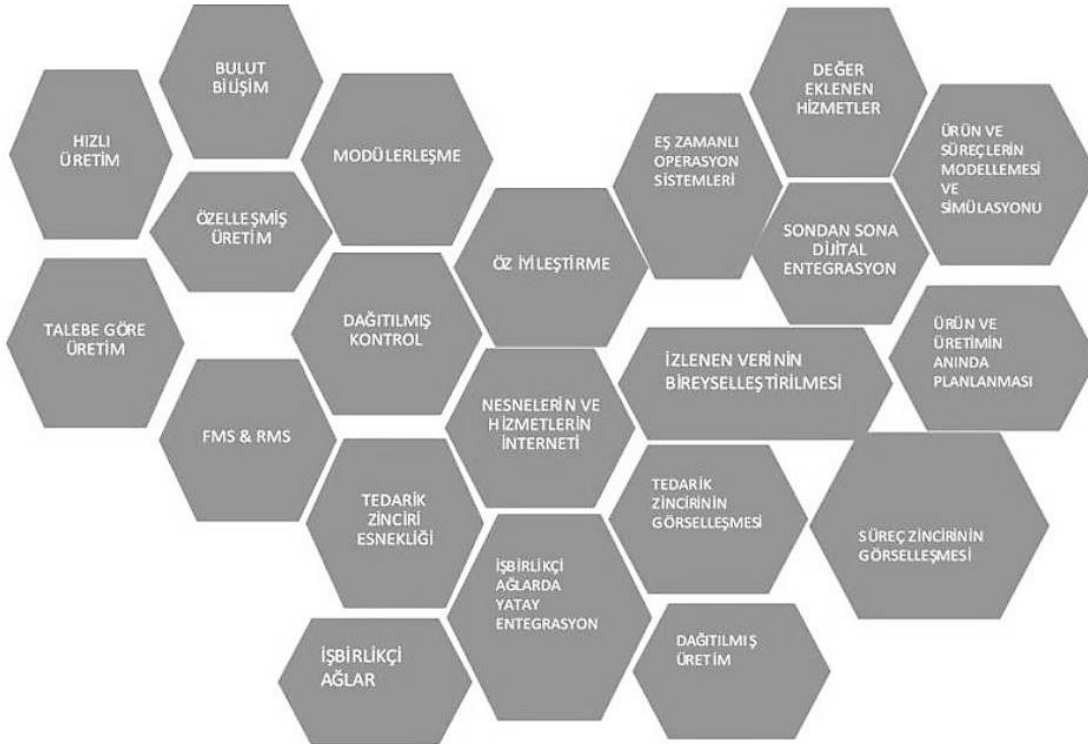 BULUT
BİLİŞİM
HIZLI
ÜRETİM
MODÜLERLEŞME
ÖZELLEŞMİŞ
ÜRETİM
TALEBE GÖRE
ÜRETİM
DAĞITILMIŞ
KONTROL
FMS & RMS
TEDARİK
ZİNCİRİ
ESNEKLİĞİ
İŞBİRLİKÇİ
AĞLAR
ÖZ İYİLEŞTİRME
NESNELERİN VE
HİZMETLERİN
İNTERNETİ
İŞBİRLİKÇİ
AĞLARDA
YATAY
ENTEGRASYON
EŞ ZAMANLI
OPERASYON
SİSTEMLERİ
DEĞER
EKLENEN
HİZMETLER
ÜRÜN VE
SÜREÇLERİN
MODELLEMESİ
VE
SİMÜLASYONU
SONDAN SONA
DİJİTAL
ENTEGRASYON
İZLENEN VERİNİN
BİREYSELLEŞTİRİLMESİ
ÜRÜN VE
ÜRETİMİN
ANINDA
PLANLANMASI
TEDARİK
ZİNCİRİNİN
GÖRSELLEŞMESİ
SÜREÇ ZİNCİRİNİN
GÖRSELLEŞMESİ
DAĞITILMIŞ
ÜRETİM